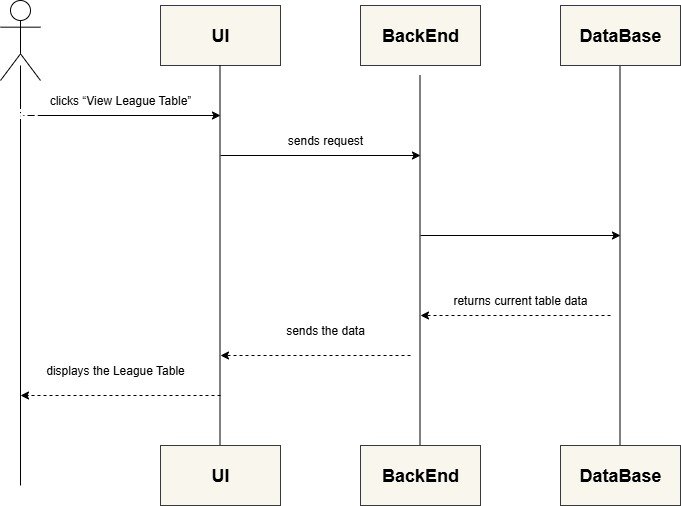 UI
BackEnd
DataBase
clicks “View League Table”
sends request
returns current table data
sends the data
displays the League Table
UI
BackEnd
DataBase